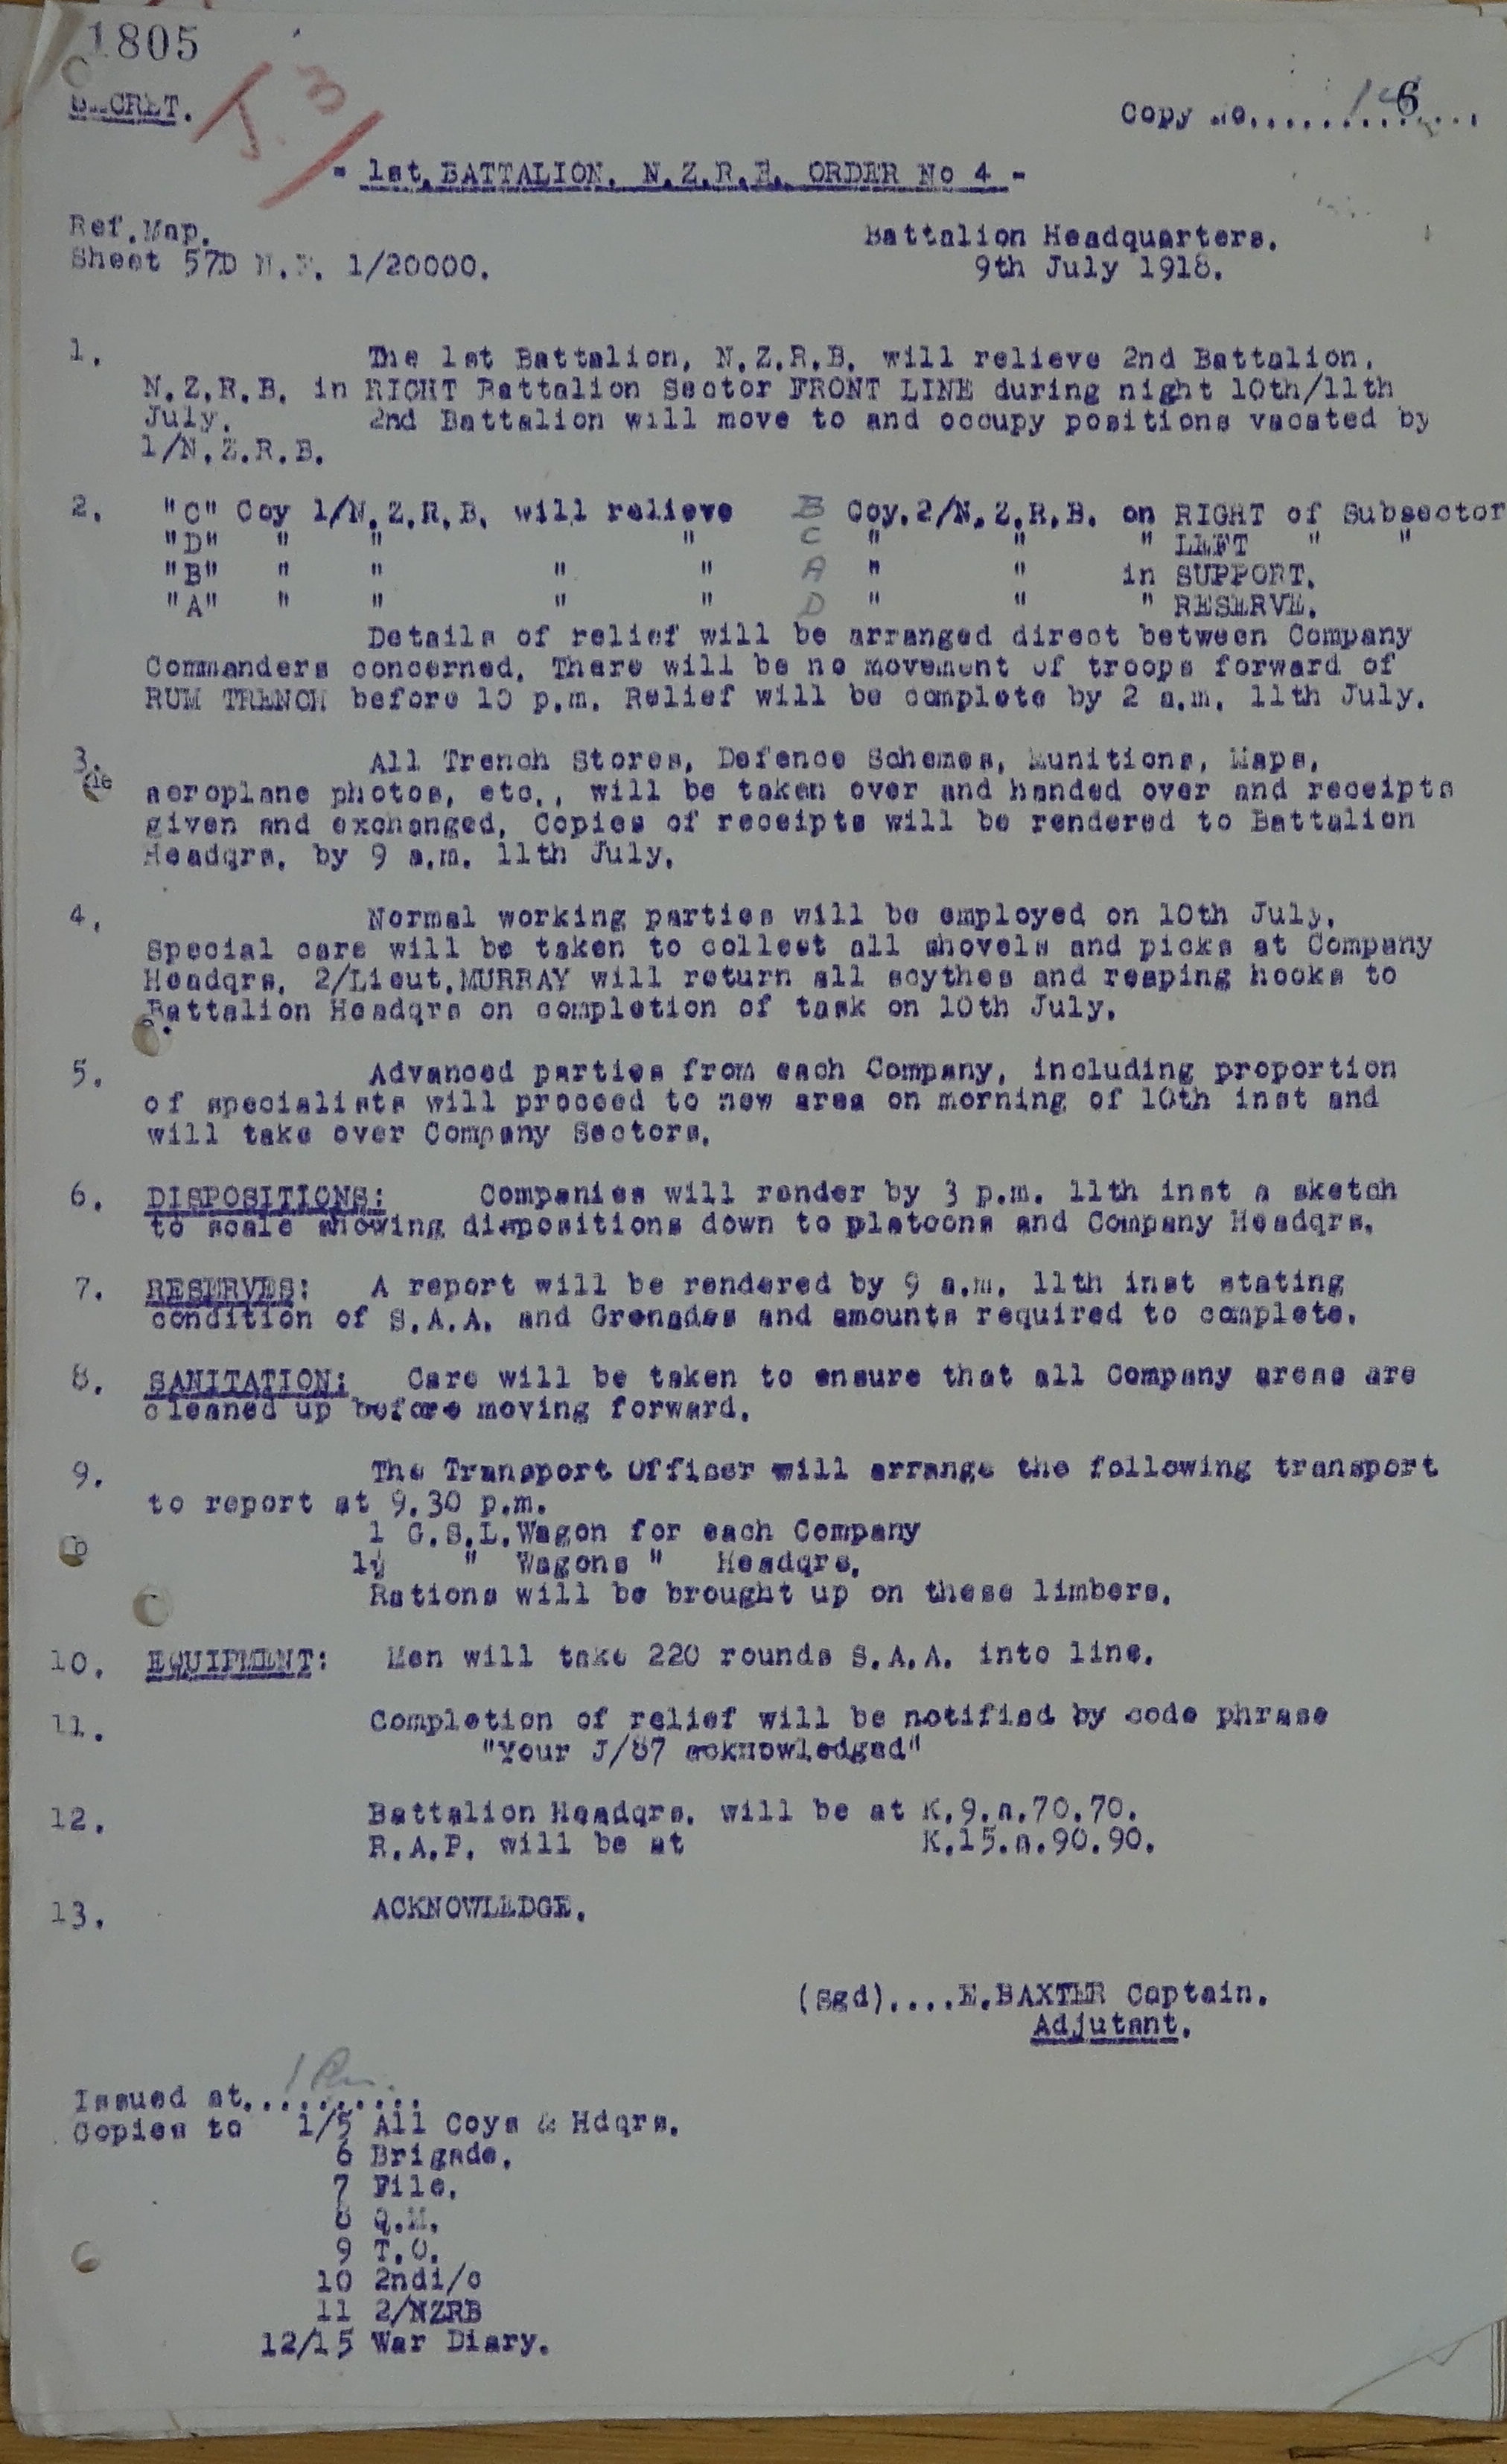 1805
SECRET.
J.3/
Copy No..............6
- 1st. BATTALION. N.Z.R.B. ORDER No 4 -
Ref.Map.
Sheet 57D N.E. 1/20000.
Battalion Headquarters.
9th July 1918.
1. The 1st Battalion, N.Z.R.B. will relieve 2nd Battalion.
N.Z.R.B. in RIGHT Battalion Sector FRONT LINE during night 10th/11th
July. 2nd Battalion will move to and occupy positions vacated by
1/N.Z.R.B.
2. "C" Coy 1/N.Z.R.B. will relieve B Coy.2/N.Z.R.B. on RIGHT of Subsector
"D" " " " C " " " LEFT " "
"B" " " " " A " " in SUPPORT.
"A" " " " " D " " " RESERVE.
Details of relief will be arranged direct between Company
Commanders concerned. There will be no movement of troops forward of
RUM TRENCH before 10 p.m. Relief will be complete by 2 a.m. 11th July.
3. All Trench Stores, Defence Schemes, Munitions, Maps,
aeroplane photos, etc., will be taken over and handed over and receipts
given and exchanged. Copies of receipts will be rendered to Battalion
Headqrs. by 9 a.m. 11th July.
4. Normal working parties will be employed on 10th July.
Special care will be taken to collect all shovels and picks at Company
Headqrs. 2/Lieut.MURRAY will return all scythes and reaping hooks to
Battalion Headqrs on completion of task on 10th July.
5. Advanced parties from each Company, including proportion
of specialists will proceed to new area on morning of 10th inst and
will take over Company Sectors.
6. DISPOSITIONS: Companies will render by 3 p.m. 11th inst a sketch
to scale showing dispositions down to platoons and Company Headqrs.
7. RESERVES: A report will be rendered by 9 a.m. 11th inst stating
condition of S.A.A. and Grenades and amounts required to complete.
8. SANITATION: Care will be taken to ensure that all Company areas are
cleaned up before moving forward.
9. The Transport Officer will arrange the following transport
to report at 9.30 p.m.
1 G.S.L.Wagon for each Company
1½ " Wagons " Headqrs.
Rations will be brought up on these limbers.
10. EQUIPMENT: Men will take 220 rounds S.A.A. into line.
11. Completion of relief will be notified by code phrase
"Your J/87 acknowledged"
12. Battalion Headqrs. will be at K.9.a.70.70.
R.A.P. will be at K.15.a.90.90.
13. ACKNOWLEDGE.
(Sgd)....E.BAXTER Captain.
Adjutant.
Issued at..........
Copies to 1/5 All Coys & Hdqrs.
6 Brigade.
7 File.
8 Q.M.
9 T.O.
10 2ndi/c
11 2/NZRB
12/15 War Diary.